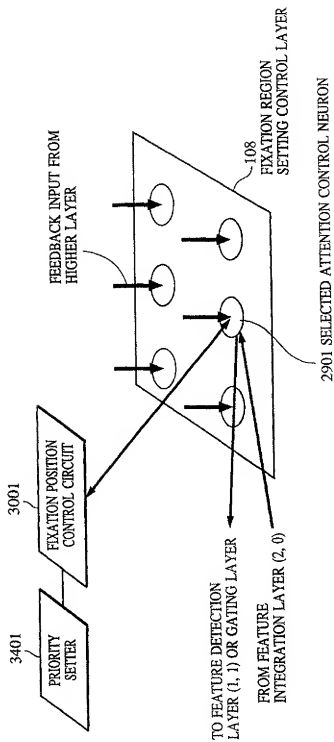 3401
PRIORITY
SETTER
3001
FIXATION POSITION
CONTROL CIRCUIT
FEEDBACK INPUT FROM
HIGHER LAYER
108
FIXATION REGION
SETTING CONTROL LAYER
2901 SELECTED ATTENTION CONTROL NEURON
TO FEATURE DETECTION
LAYER (1, 1) OR GATING LAYER
FROM FEATURE
INTEGRATION LAYER (2, 0)